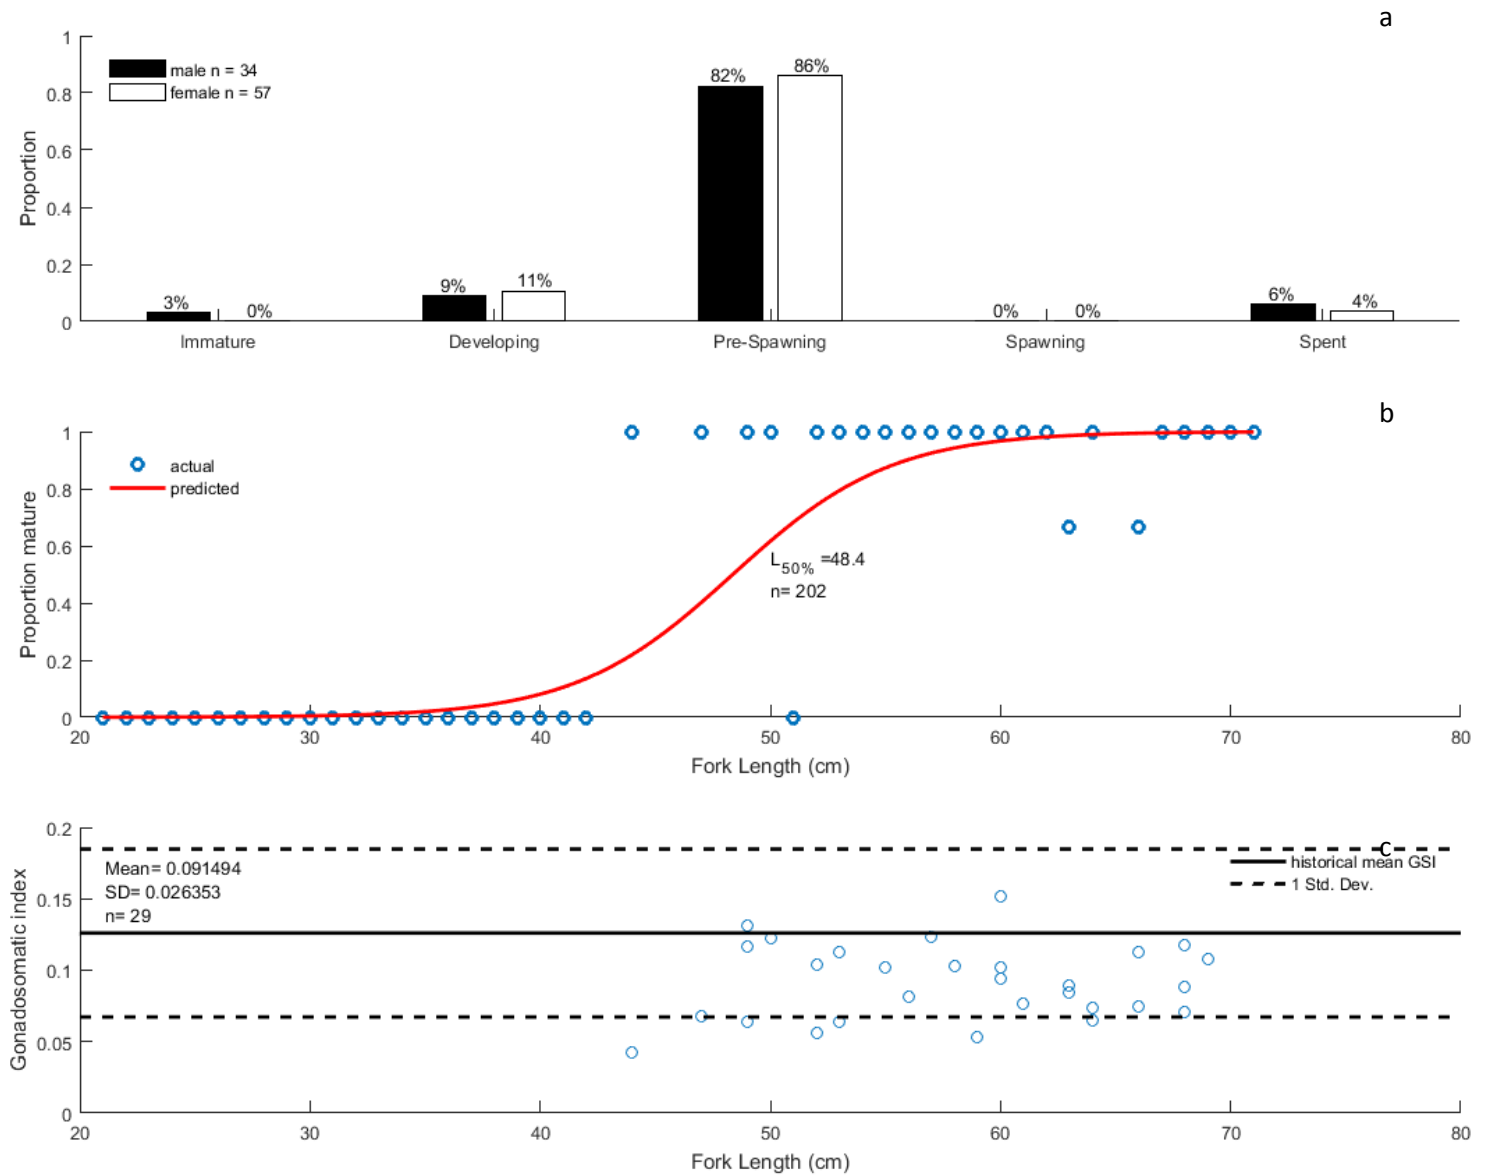 a
1
0.8
0.6
0.4
0.2
0
Proportion
male n = 34
female n = 57
3%
0%
9%
11%
82%
86%
0%
0%
6%
4%
Immature
Developing
Pre-Spawning
Spawning
Spent
b
1
0.8
0.6
0.4
0.2
0
Proportion mature
actual
predicted
L50% =48.4
n= 202
20
30
40
50
60
70
80
Fork Length (cm)
c
0.2
0.15
0.1
0.05
0
Gonadosomatic index
Mean= 0.091494
SD= 0.026353
n= 29
historical mean GSI
1 Std. Dev.
20
30
40
50
60
70
80
Fork Length (cm)